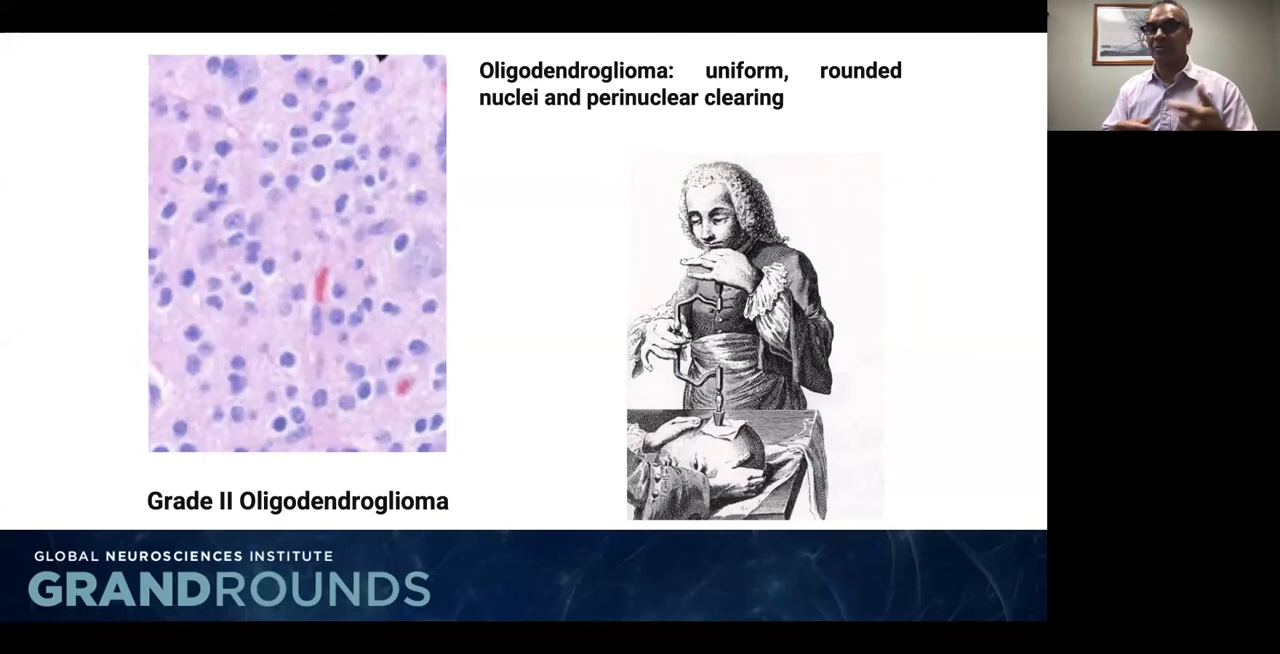 Oligodendroglioma: uniform, rounded
nuclei and perinuclear clearing
Grade II Oligodendroglioma
GLOBAL NEUROSCIENCES INSTITUTE
GRANDROUNDS